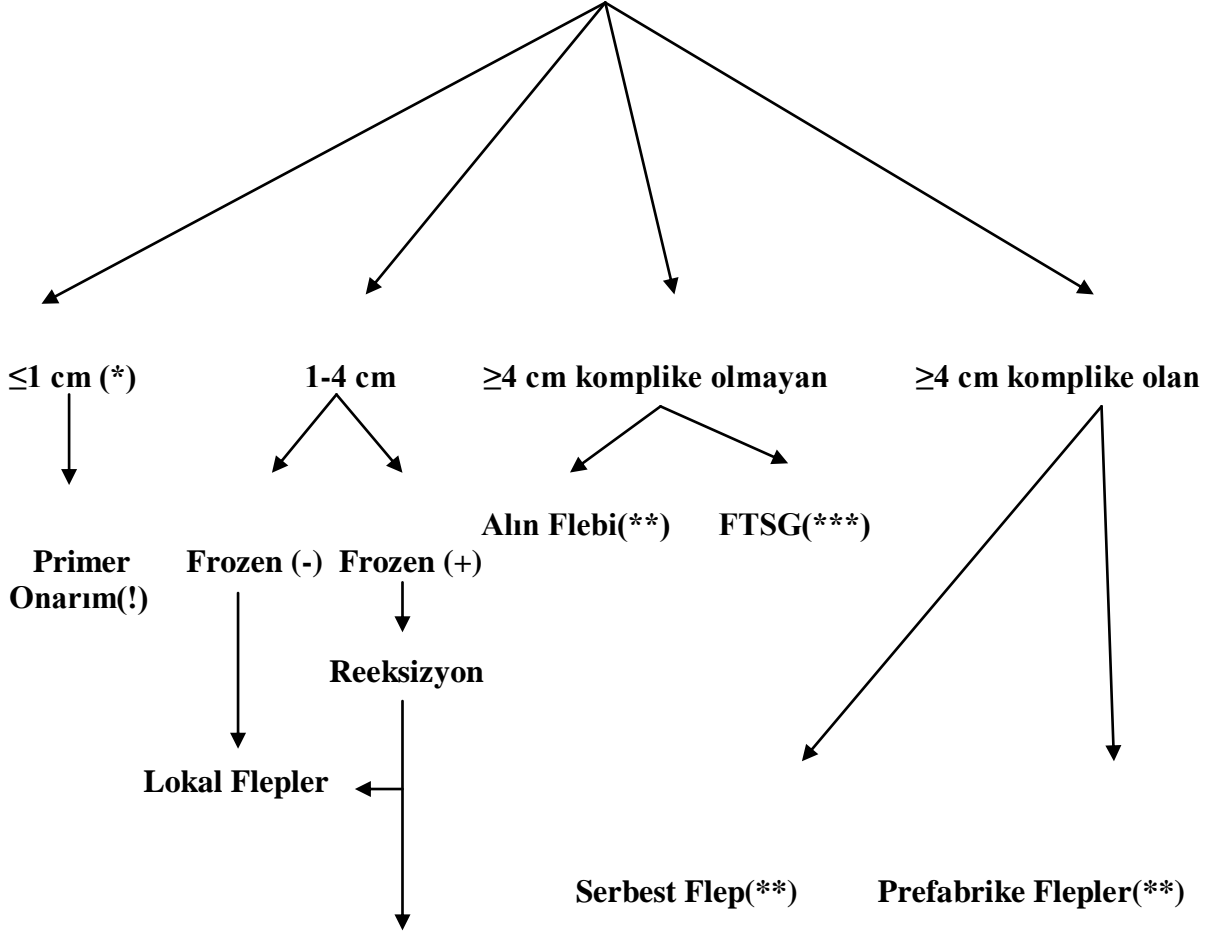 ≤1 cm (*)
1-4 cm
≥4 cm komplike olmayan
≥4 cm komplike olan
Alın Flebi(**)
FTSG(***)
Primer
Onarım(!)
Frozen (-)
Frozen (+)
Reeksizyon
Lokal Flepler
Serbest Flep(**)
Prefabrike Flepler(**)